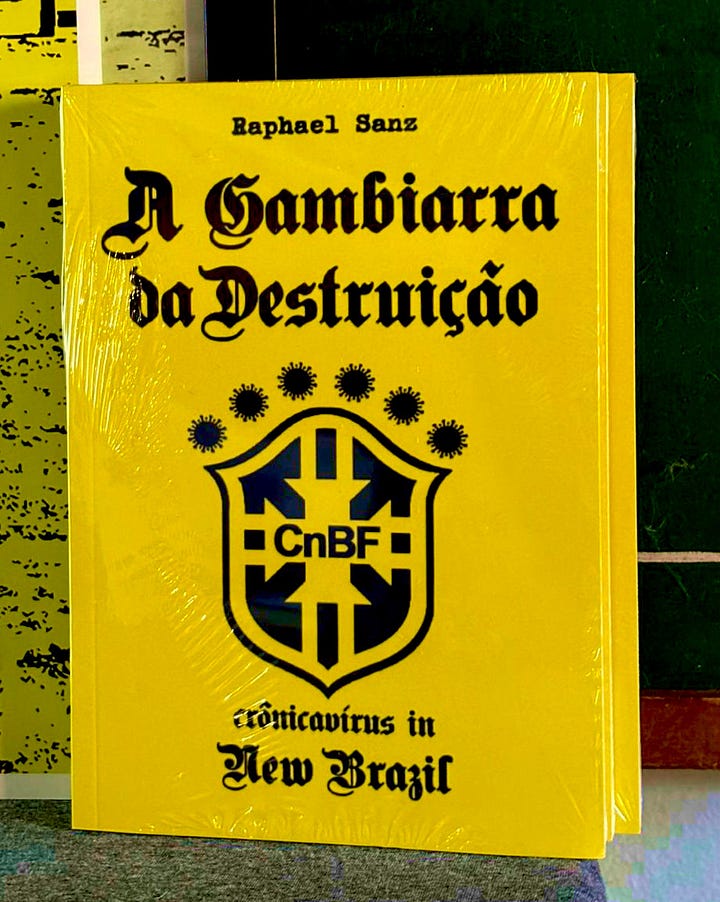 Raphael Sanz
A Gambiarra
da Destruição
CnBF
crônicavírus in
New Brazil